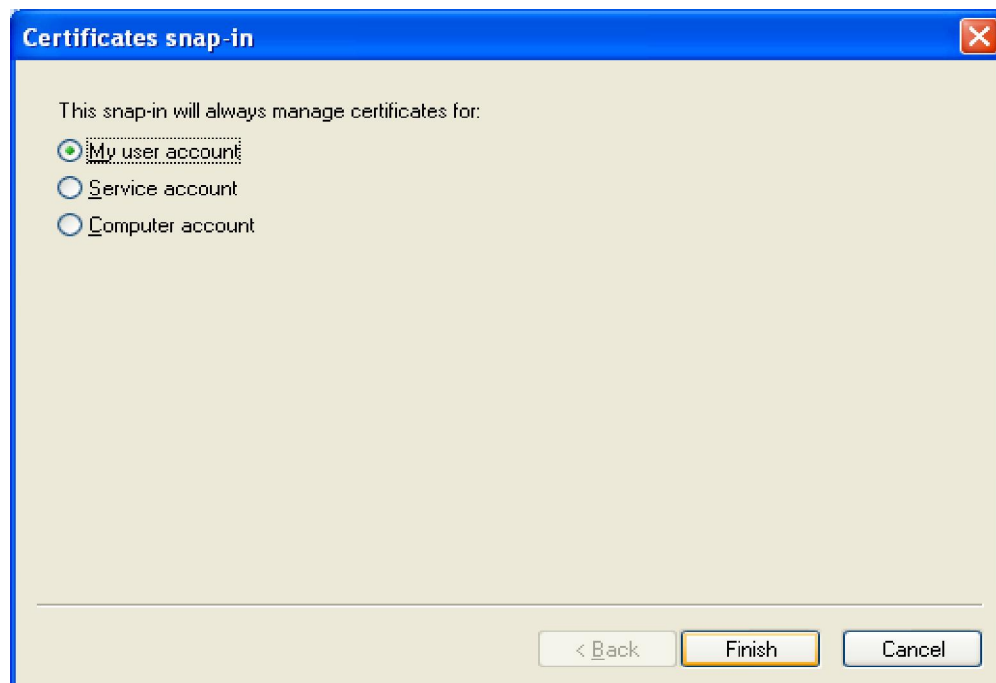 Certificates snap-in
This snap-in will always manage certificates for:
My user account
Service account
Computer account
< Back Finish Cancel